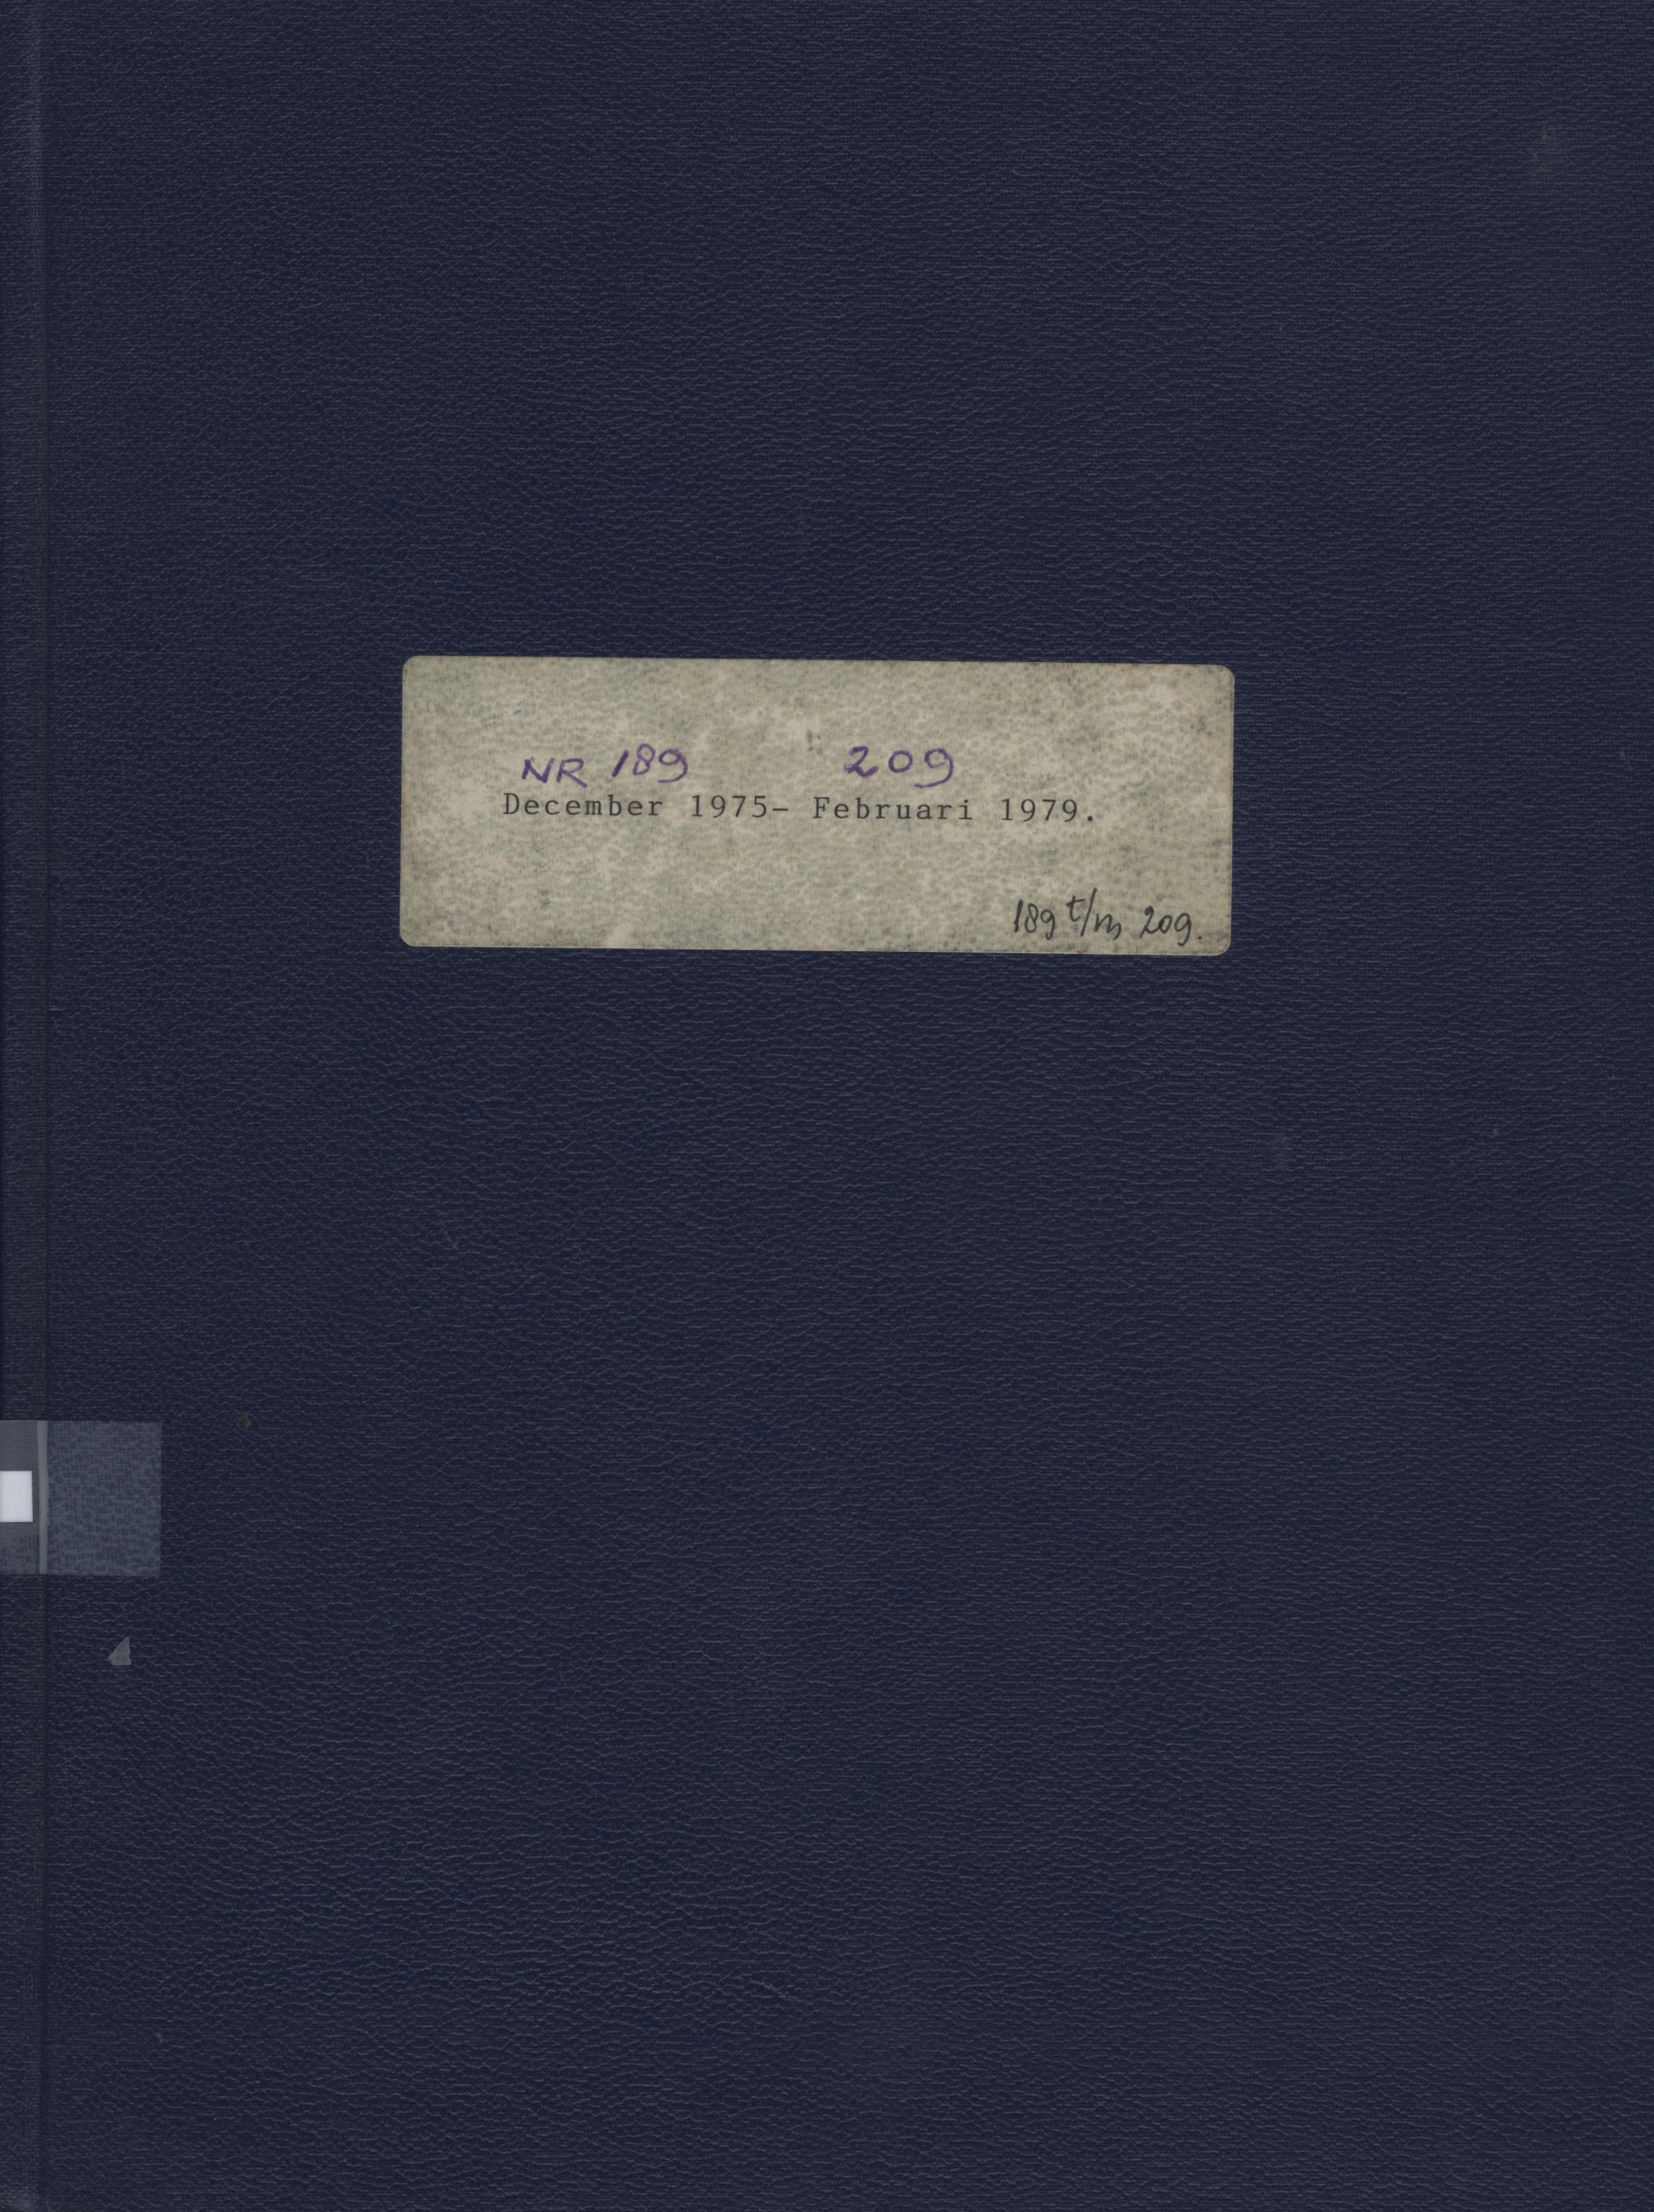 NR 189 209
December 1975- Februari 1979.
189 t/m 209.